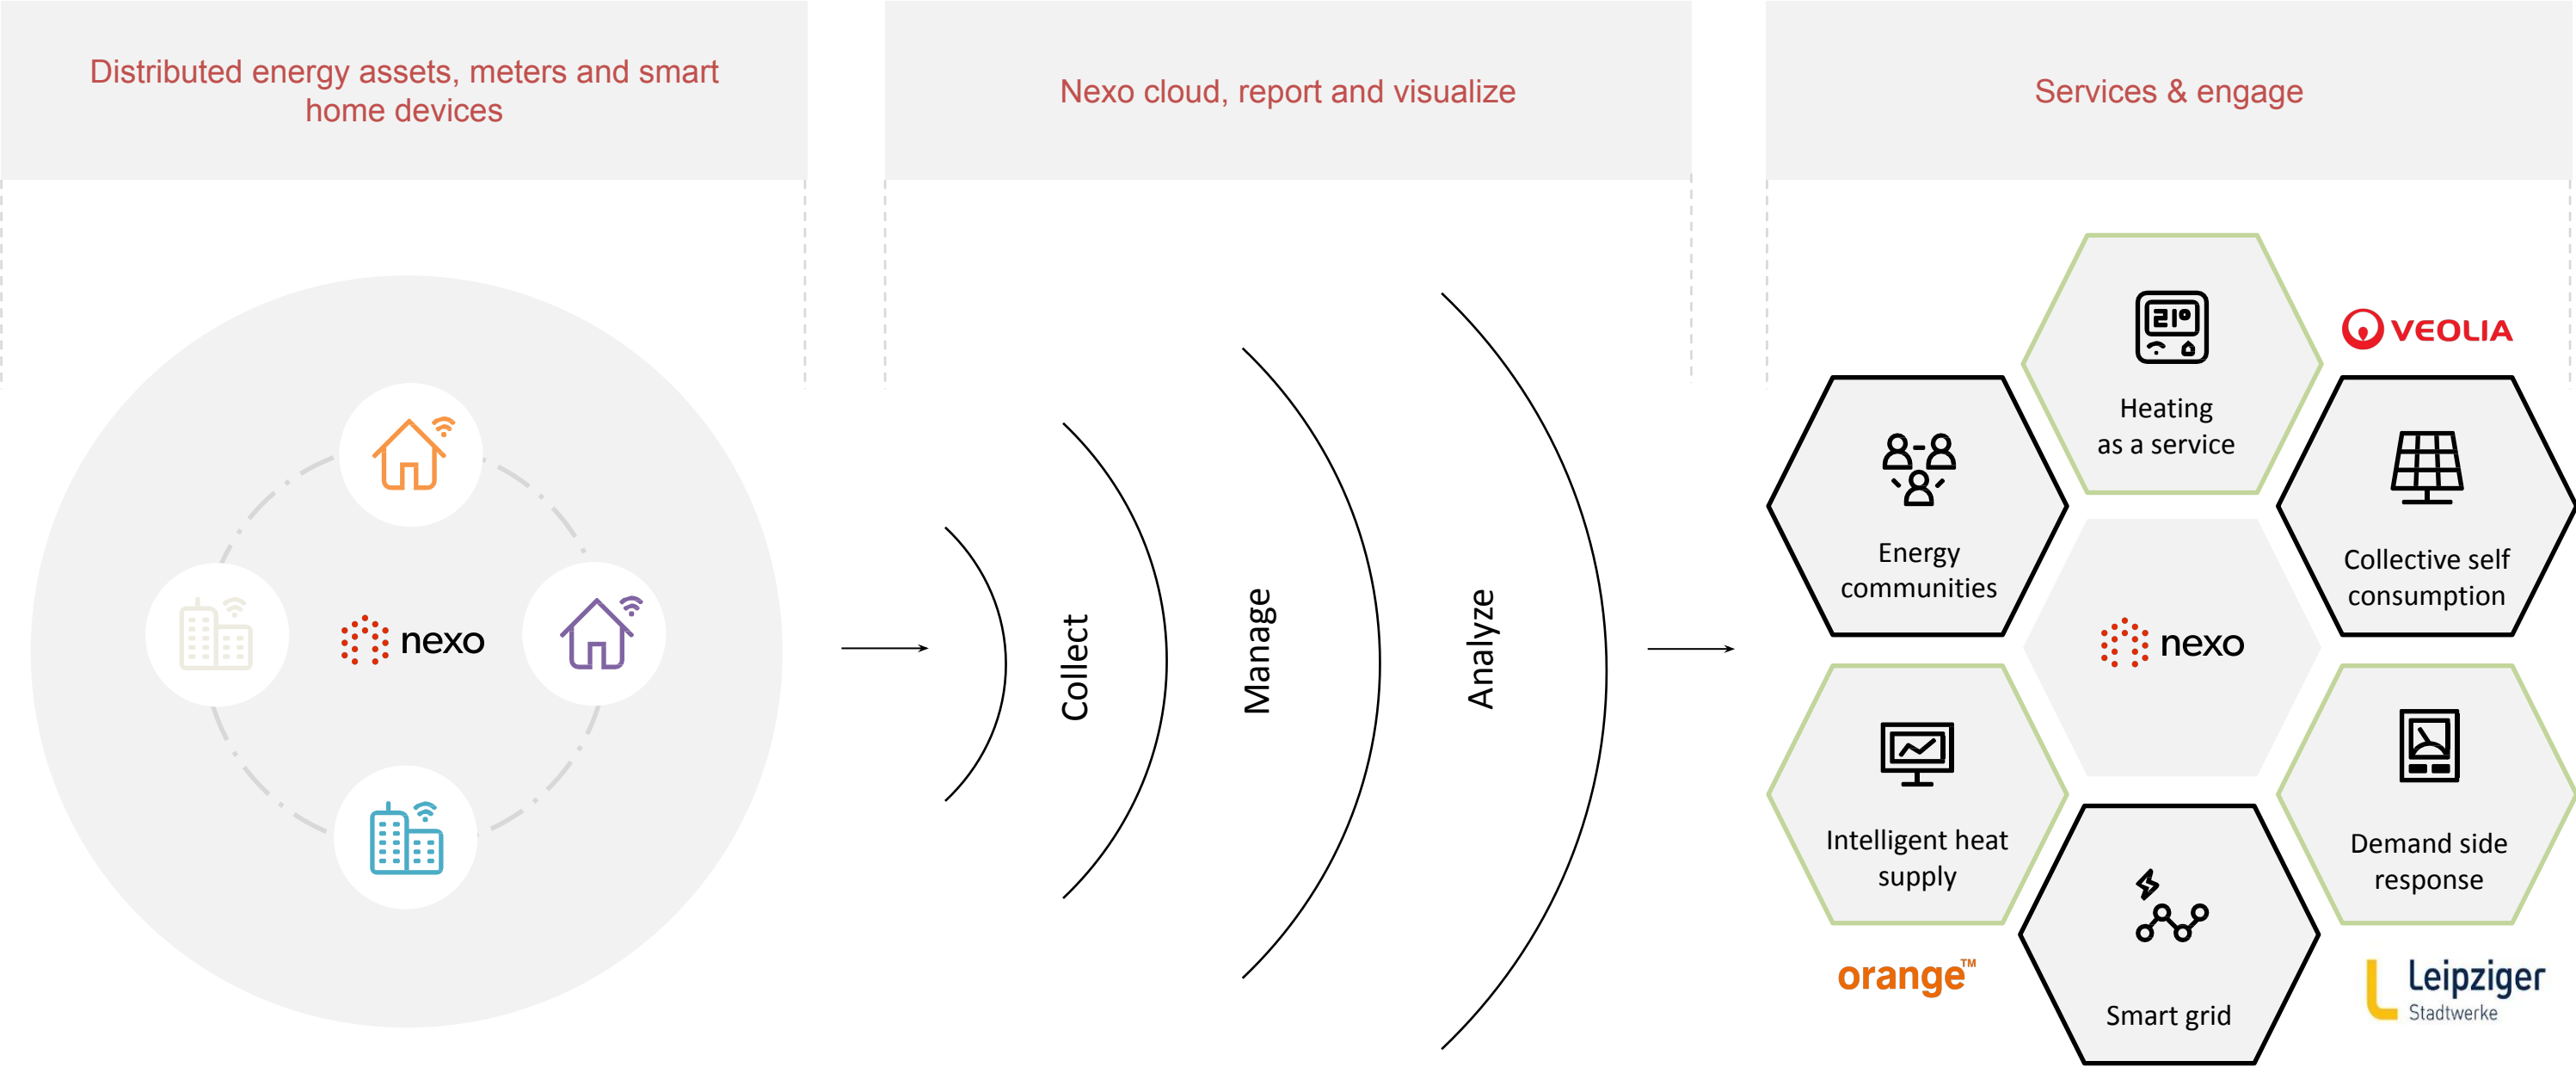 Distributed energy assets, meters and smart
home devices
Nexo cloud, report and visualize
Services & engage
nexo
Collect
Manage
Analyze
21°
Heating
as a service
VEOLIA
Energy
communities
Collective self
consumption
nexo
Intelligent heat
supply
Demand side
response
Smart grid
orange™
Leipziger
Stadtwerke